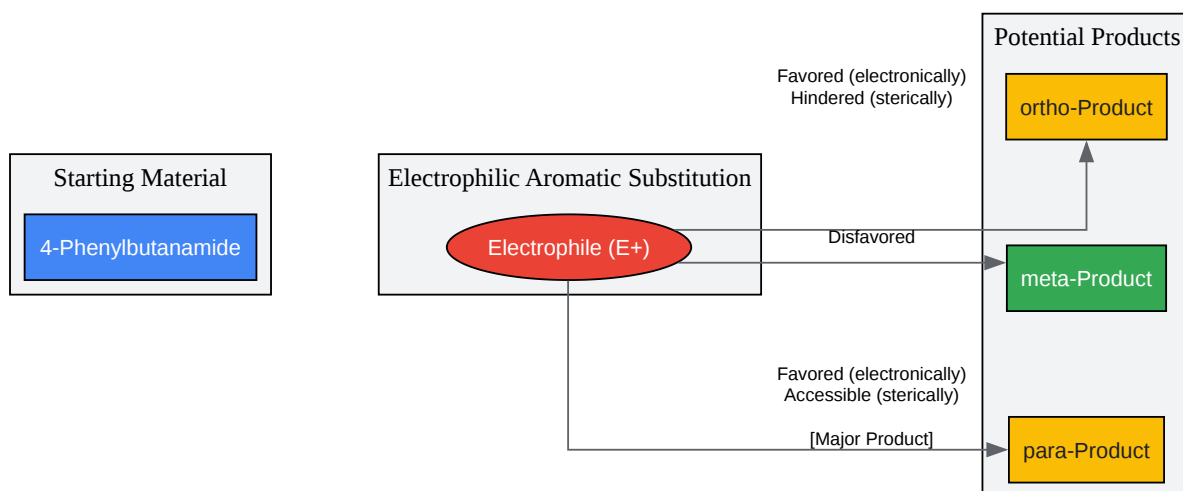 Potential Products
Favored (electronically)
Hindered (sterically)
ortho-Product
Starting Material
Electrophilic Aromatic Substitution
4-Phenylbutanamide
Electrophile (E+)
Disfavored
meta-Product
Favored (electronically)
Accessible (sterically)
[Major Product]
para-Product